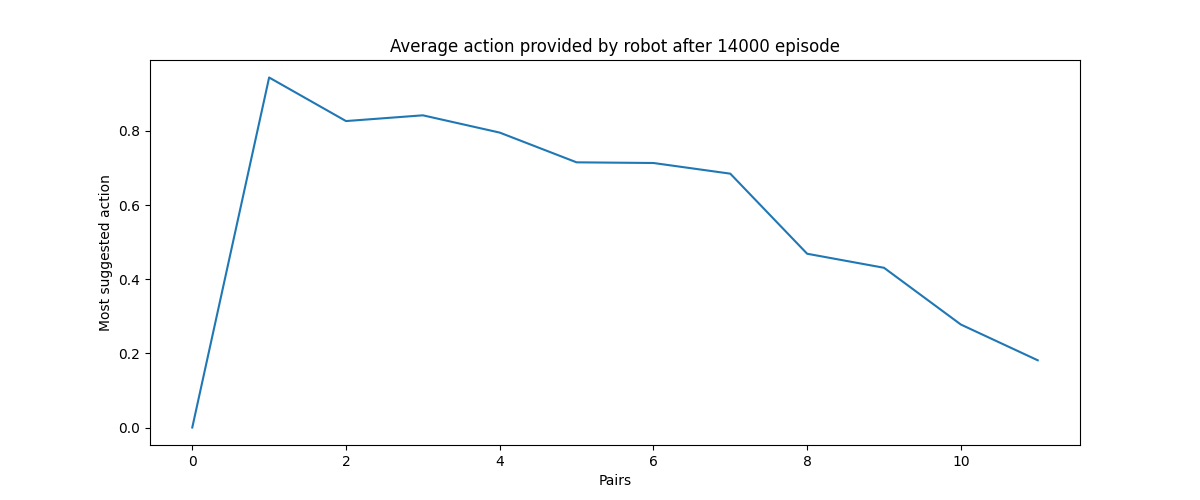 Average action provided by robot after 14000 episode
Most suggested action
0.8
0.6
0.4
0.2
0.0
0 2 4 6 8 10
Pairs